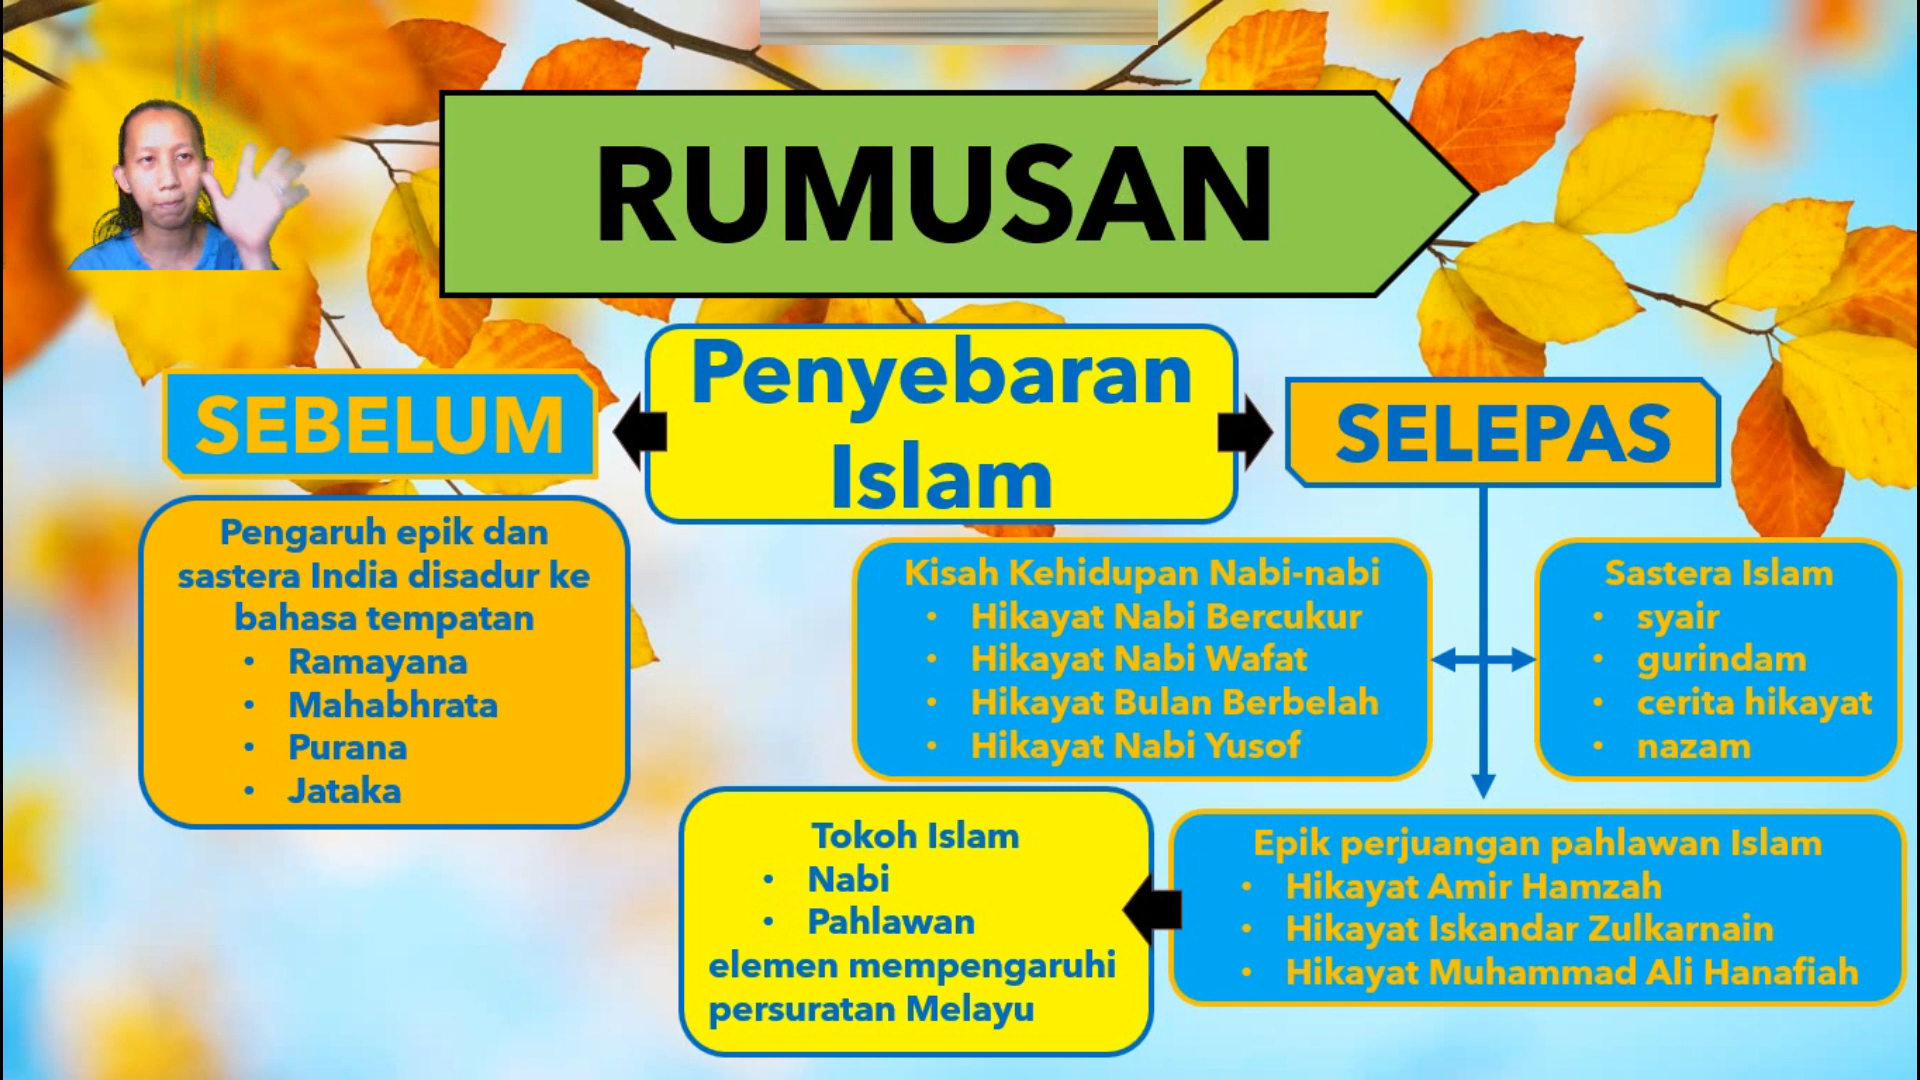 RUMUSAN
Penyebaran
Islam
SEBELUM
Pengaruh epik dan
sastera India disadur ke
bahasa tempatan
• Ramayana
• Mahabhrata
• Purana
• Jataka
SELEPAS
Kisah Kehidupan Nabi-nabi
• Hikayat Nabi Bercukur
• Hikayat Nabi Wafat
• Hikayat Bulan Berbelah
• Hikayat Nabi Yusof
Sastera Islam
• syair
• gurindam
• cerita hikayat
• nazam
Epik perjuangan pahlawan Islam
• Hikayat Amir Hamzah
• Hikayat Iskandar Zulkarnain
• Hikayat Muhammad Ali Hanafiah
Tokoh Islam
• Nabi
• Pahlawan
elemen mempengaruhi
persuratan Melayu